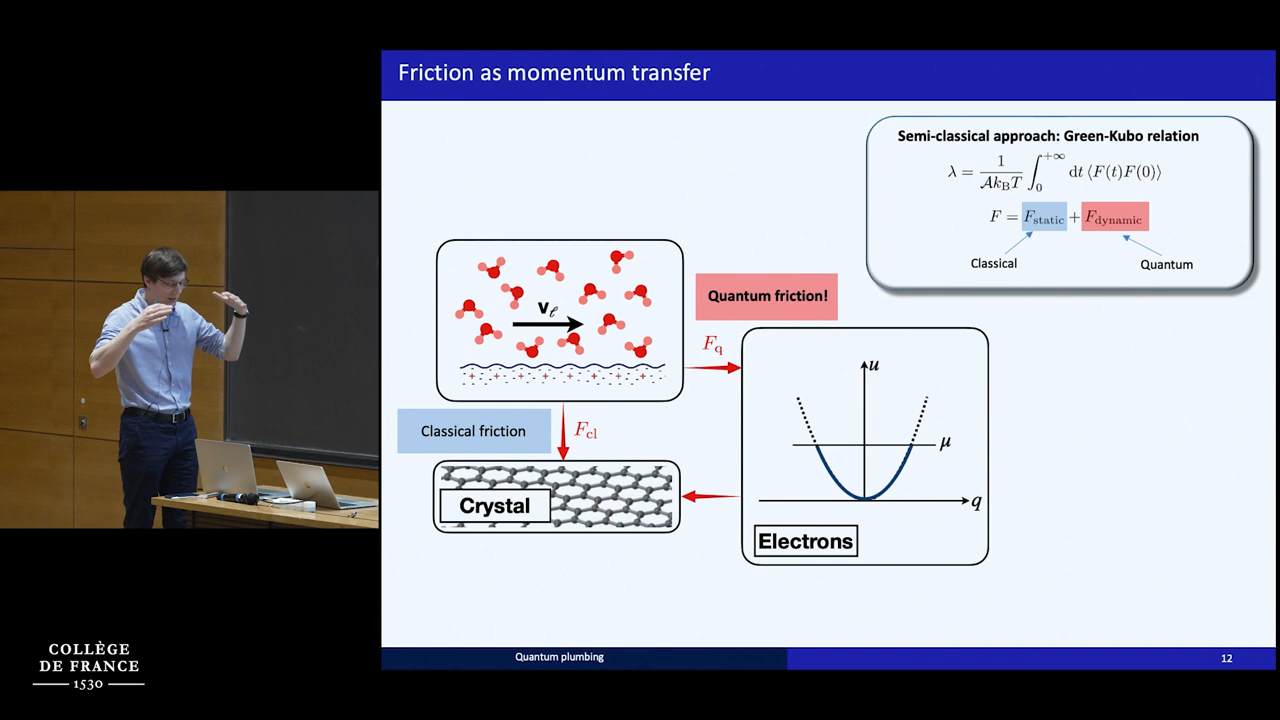 Friction as momentum transfer
Semi-classical approach: Green-Kubo relation
λ = 1/(𝒜k_BT) ∫_0^{+∞} dt ⟨F(t)F(0)⟩
F = F_static + F_dynamic
Classical
Quantum
v_ℓ
Quantum friction!
F_q
Classical friction
F_cl
Crystal
u
μ
q
Electrons
Quantum plumbing
12
COLLÈGE
DE FRANCE
1530